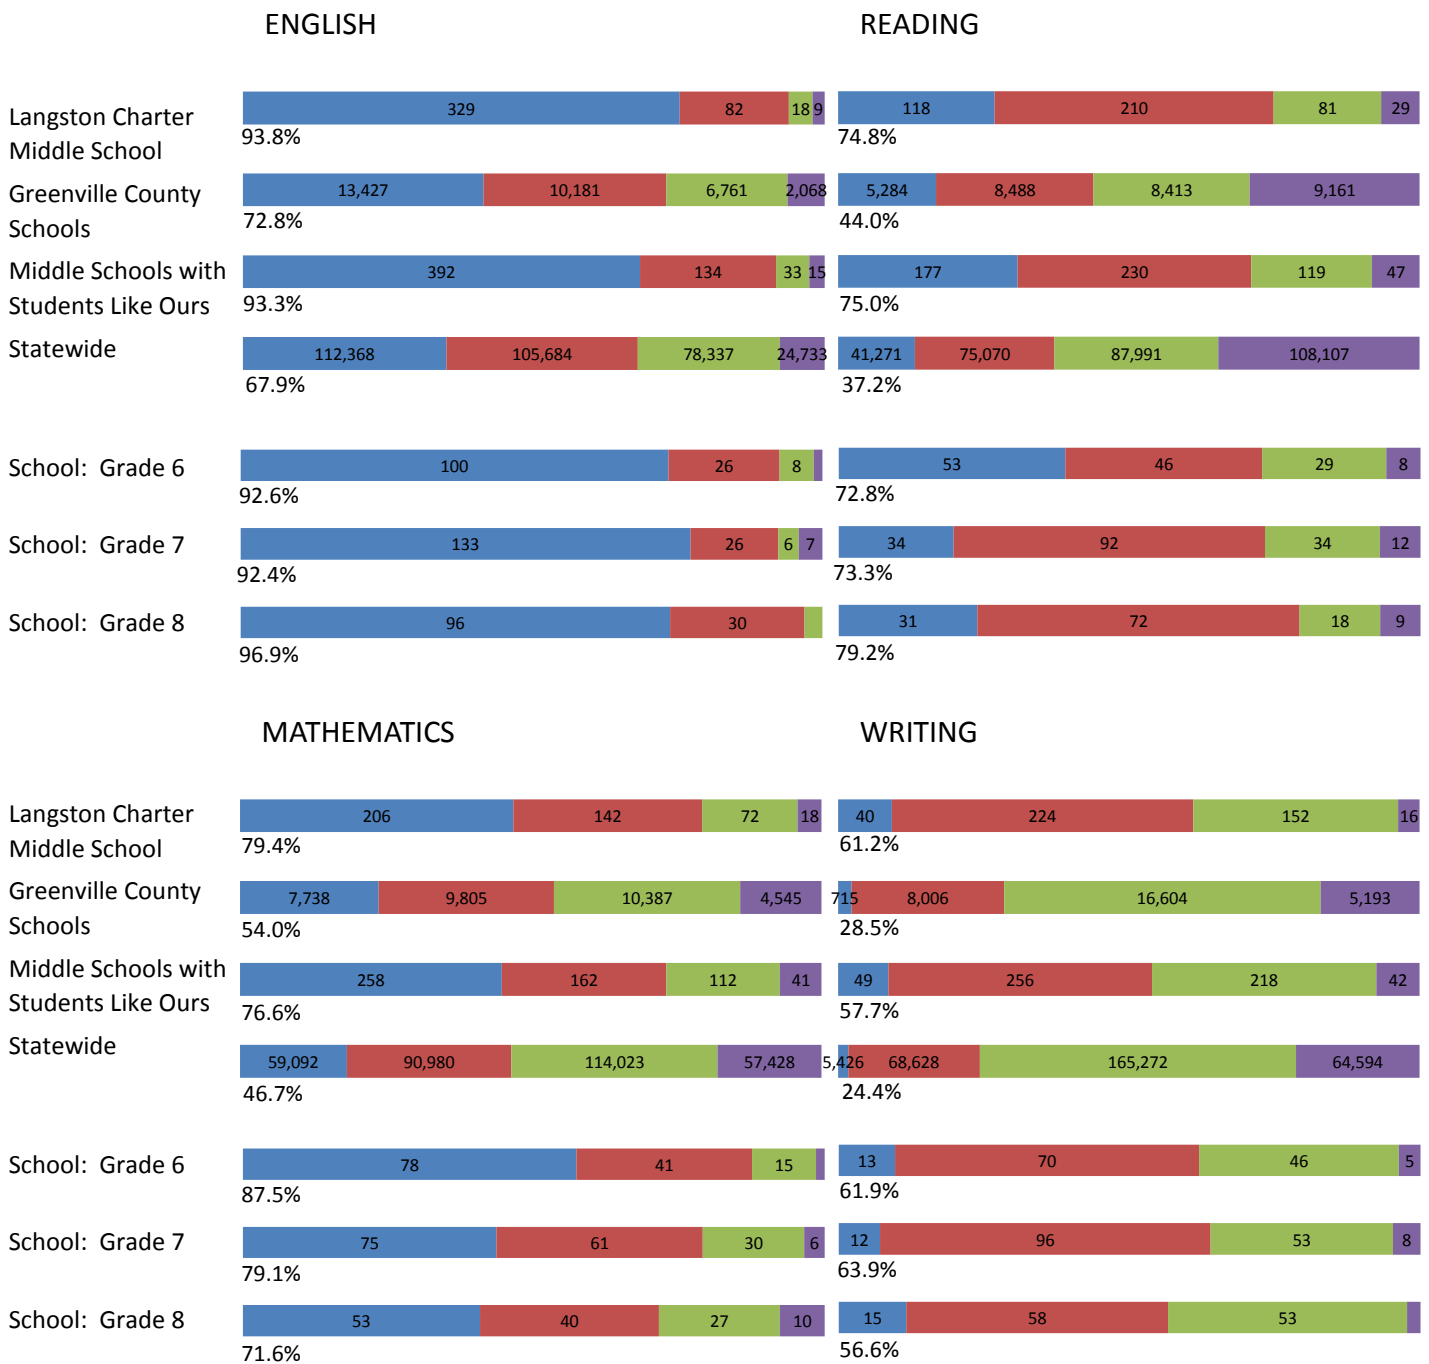 ENGLISH READING
Langston Charter 329 82 18 9 118 210 81 29
Middle School 93.8% 74.8%
Greenville County 13,427 10,181 6,761 2,068 5,284 8,488 8,413 9,161
Schools 72.8% 44.0%
Middle Schools with 392 134 33 15 177 230 119 47
Students Like Ours 93.3% 75.0%
Statewide 112,368 105,684 78,337 24,733 41,271 75,070 87,991 108,107
67.9% 37.2%
School: Grade 6 100 26 8 53 46 29 8
92.6% 72.8%
School: Grade 7 133 26 6 7 34 92 34 12
92.4% 73.3%
School: Grade 8 96 30 31 72 18 9
96.9% 79.2%
MATHEMATICS WRITING
Langston Charter 206 142 72 18 40 224 152 16
Middle School 79.4% 61.2%
Greenville County 7,738 9,805 10,387 4,545 715 8,006 16,604 5,193
Schools 54.0% 28.5%
Middle Schools with 258 162 112 41 49 256 218 42
Students Like Ours 76.6% 57.7%
Statewide 59,092 90,980 114,023 57,428 5,426 68,628 165,272 64,594
46.7% 24.4%
School: Grade 6 78 41 15 13 70 46 5
87.5% 61.9%
School: Grade 7 75 61 30 6 12 96 53 8
79.1% 63.9%
School: Grade 8 53 40 27 10 15 58 53
71.6% 56.6%